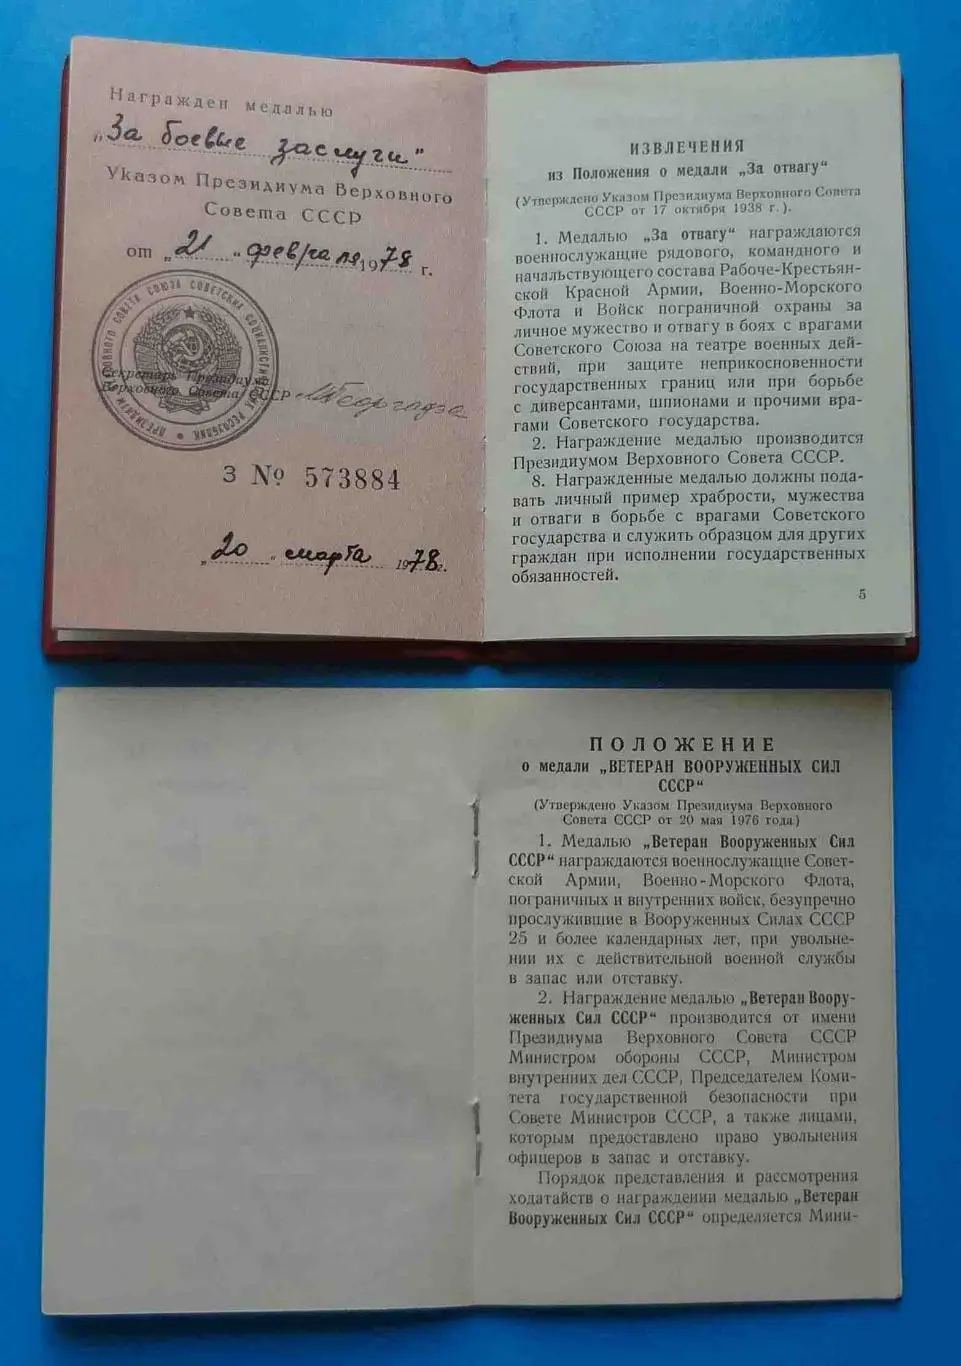 Награжден медалью
„За боевые заслуги"
Указом Президиума Верховного
Совета СССР
от „21" февраля 1978 г.
ПРЕЗИДИУМ ВЕРХОВНОГО СОВЕТА СОЮЗА СОВЕТСКИХ СОЦИАЛИСТИЧЕСКИХ РЕСПУБЛИК
Секретарь Президиума
Верховного Совета СССР МГеоргадзе
З № 573884
„20" марта 1978 г.
ИЗВЛЕЧЕНИЯ
из Положения о медали „За отвагу"
(Утверждено Указом Президиума Верховного Совета
СССР от 17 октября 1938 г.).
1. Медалью „За отвагу" награждаются
военнослужащие рядового, командного и
начальствующего состава Рабоче-Крестьян-
ской Красной Армии, Военно-Морского
Флота и Войск пограничной охраны за
личное мужество и отвагу в боях с врагами
Советского Союза на театре военных дей-
ствий, при защите неприкосновенности
государственных границ или при борьбе
с диверсантами, шпионами и прочими вра-
гами Советского государства.
2. Награждение медалью производится
Президиумом Верховного Совета СССР.
8. Награжденные медалью должны пода-
вать личный пример храбрости, мужества
и отваги в борьбе с врагами Советского
государства и служить образцом для других
граждан при исполнении государственных
обязанностей.
5
ПОЛОЖЕНИЕ
о медали „ВЕТЕРАН ВООРУЖЕННЫХ СИЛ
СССР"
(Утверждено Указом Президиума Верховного
Совета СССР от 20 мая 1976 года.)
1. Медалью „Ветеран Вооруженных Сил
СССР" награждаются военнослужащие Совет-
ской Армии, Военно-Морского Флота,
пограничных и внутренних войск, безупречно
прослужившие в Вооруженных Силах СССР
25 и более календарных лет, при увольне-
нии их с действительной военной службы
в запас или отставку.
2. Награждение медалью „Ветеран Воору-
женных Сил СССР" производится от имени
Президиума Верховного Совета СССР
Министром обороны СССР, Министром
внутренних дел СССР, Председателем Коми-
тета государственной безопасности при
Совете Министров СССР, а также лицами,
которым предоставлено право увольнения
офицеров в запас и отставку.
Порядок представления и рассмотрения
ходатайств о награждении медалью „Ветеран
Вооруженных Сил СССР" определяется Мини-